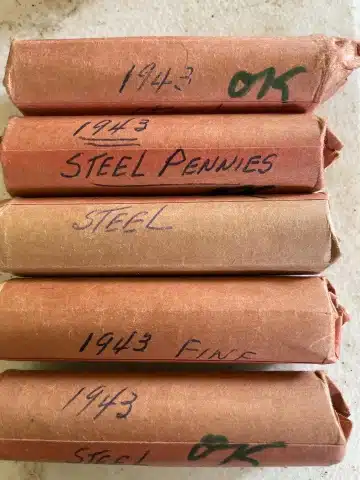 1943 OK
1943
STEEL PENNIES
STEEL
1943 FINE
1943
STEEL OK